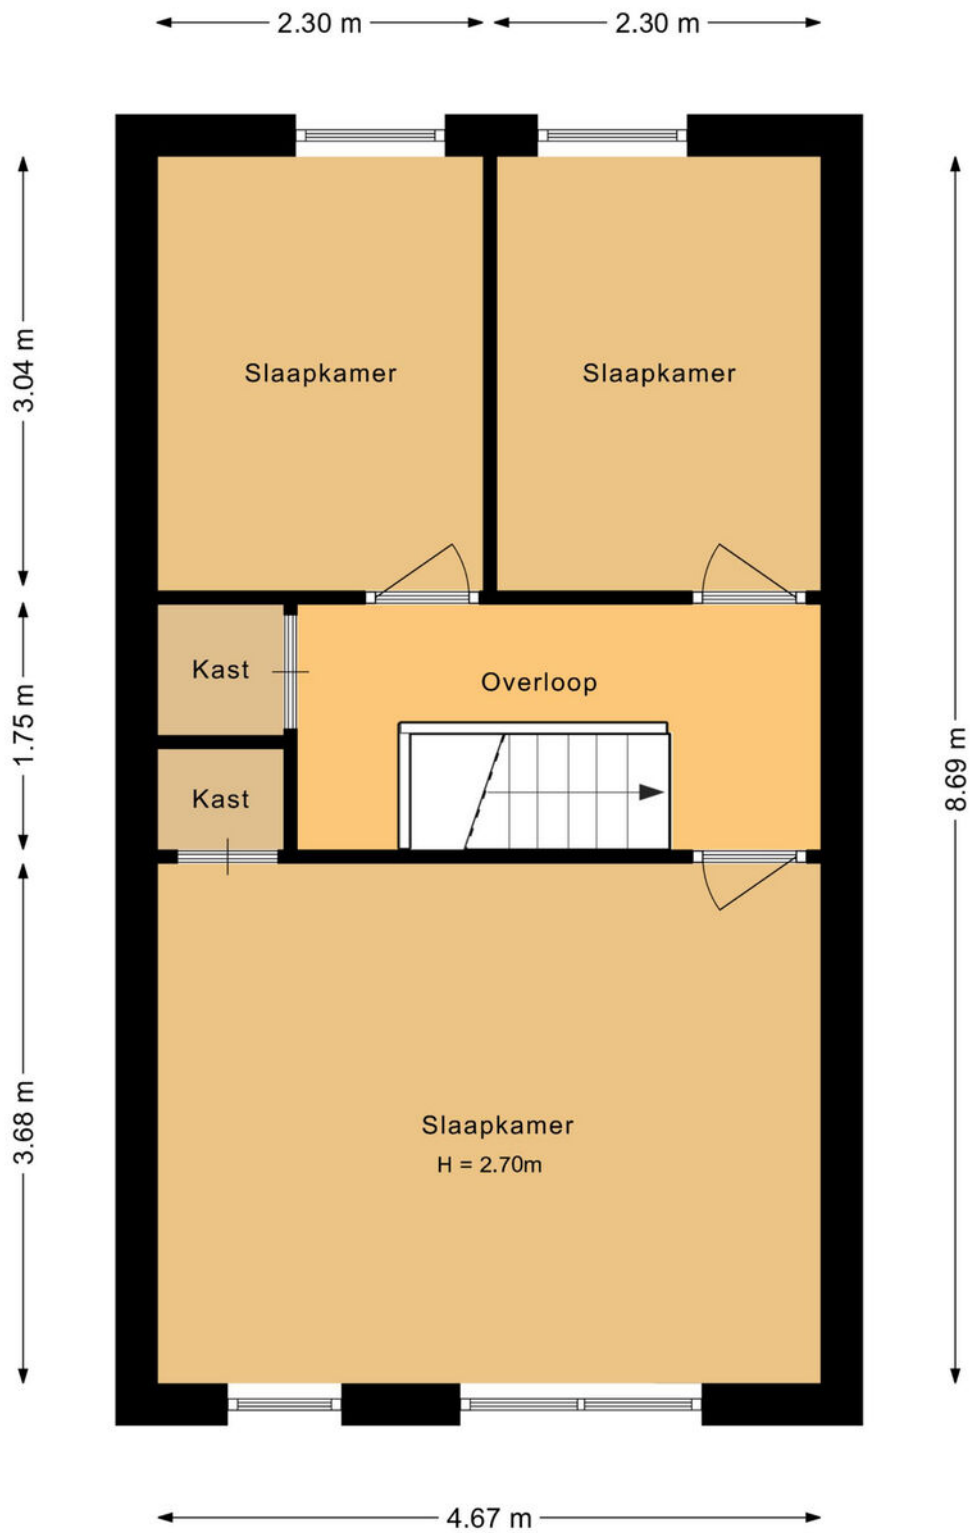 2.30 m
2.30 m
3.04 m
Slaapkamer
Slaapkamer
Kast
Overloop
1.75 m
8.69 m
Kast
3.68 m
Slaapkamer
H = 2.70m
4.67 m